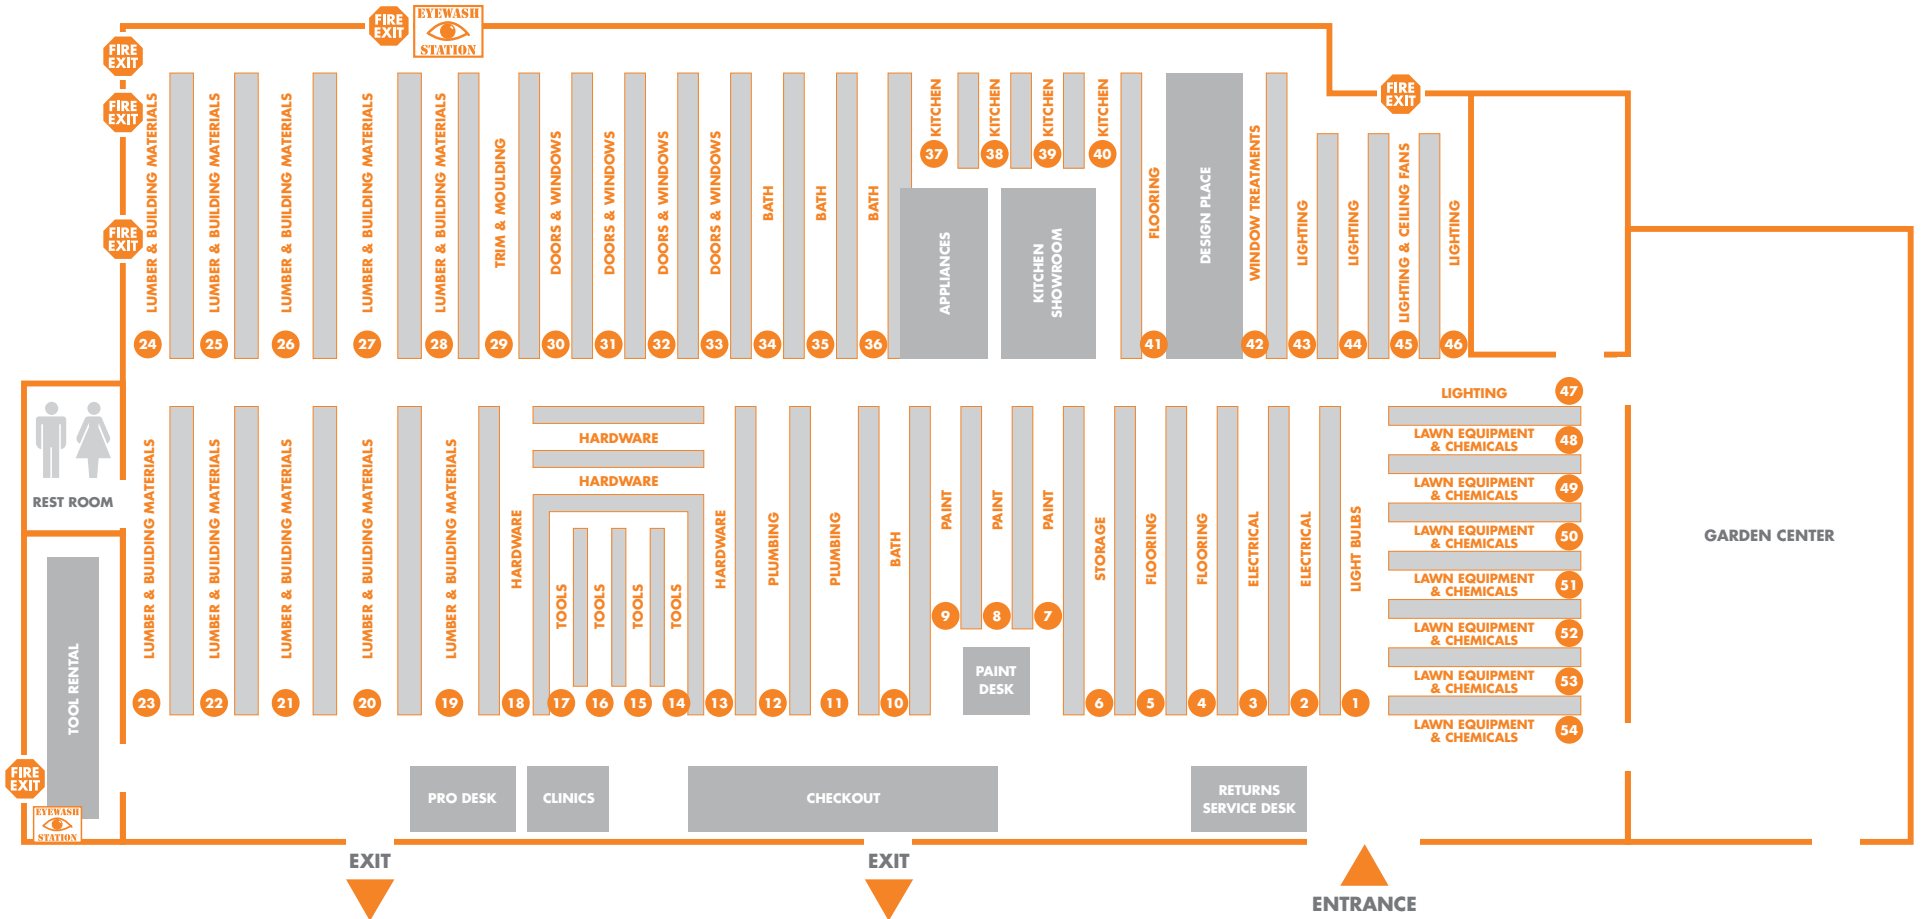 FIRE
EXIT
EYEWASH
STATION
FIRE
EXIT
FIRE
EXIT
FIRE
EXIT
FIRE
EXIT
LUMBER & BUILDING MATERIALS
24
LUMBER & BUILDING MATERIALS
25
LUMBER & BUILDING MATERIALS
26
LUMBER & BUILDING MATERIALS
27
LUMBER & BUILDING MATERIALS
28
TRIM & MOULDING
29
DOORS & WINDOWS
30
DOORS & WINDOWS
31
DOORS & WINDOWS
32
DOORS & WINDOWS
33
BATH
34
BATH
35
BATH
36
KITCHEN
37
KITCHEN
38
KITCHEN
39
KITCHEN
40
APPLIANCES
KITCHEN
SHOWROOM
FLOORING
41
DESIGN PLACE
WINDOW TREATMENTS
42
LIGHTING
43
LIGHTING
44
LIGHTING & CEILING FANS
45
LIGHTING
46
REST ROOM
TOOL RENTAL
FIRE
EXIT
EYEWASH
STATION
LUMBER & BUILDING MATERIALS
23
LUMBER & BUILDING MATERIALS
22
LUMBER & BUILDING MATERIALS
21
LUMBER & BUILDING MATERIALS
20
LUMBER & BUILDING MATERIALS
19
HARDWARE
18
HARDWARE
HARDWARE
TOOLS
17
TOOLS
16
TOOLS
15
TOOLS
14
HARDWARE
13
PLUMBING
12
PLUMBING
11
BATH
10
PAINT
9
PAINT
8
PAINT
7
PAINT
DESK
STORAGE
6
FLOORING
5
FLOORING
4
ELECTRICAL
3
ELECTRICAL
2
LIGHT BULBS
1
LIGHTING
47
LAWN EQUIPMENT
& CHEMICALS
48
LAWN EQUIPMENT
& CHEMICALS
49
LAWN EQUIPMENT
& CHEMICALS
50
LAWN EQUIPMENT
& CHEMICALS
51
LAWN EQUIPMENT
& CHEMICALS
52
LAWN EQUIPMENT
& CHEMICALS
53
LAWN EQUIPMENT
& CHEMICALS
54
GARDEN CENTER
PRO DESK
CLINICS
CHECKOUT
RETURNS
SERVICE DESK
EXIT
EXIT
ENTRANCE